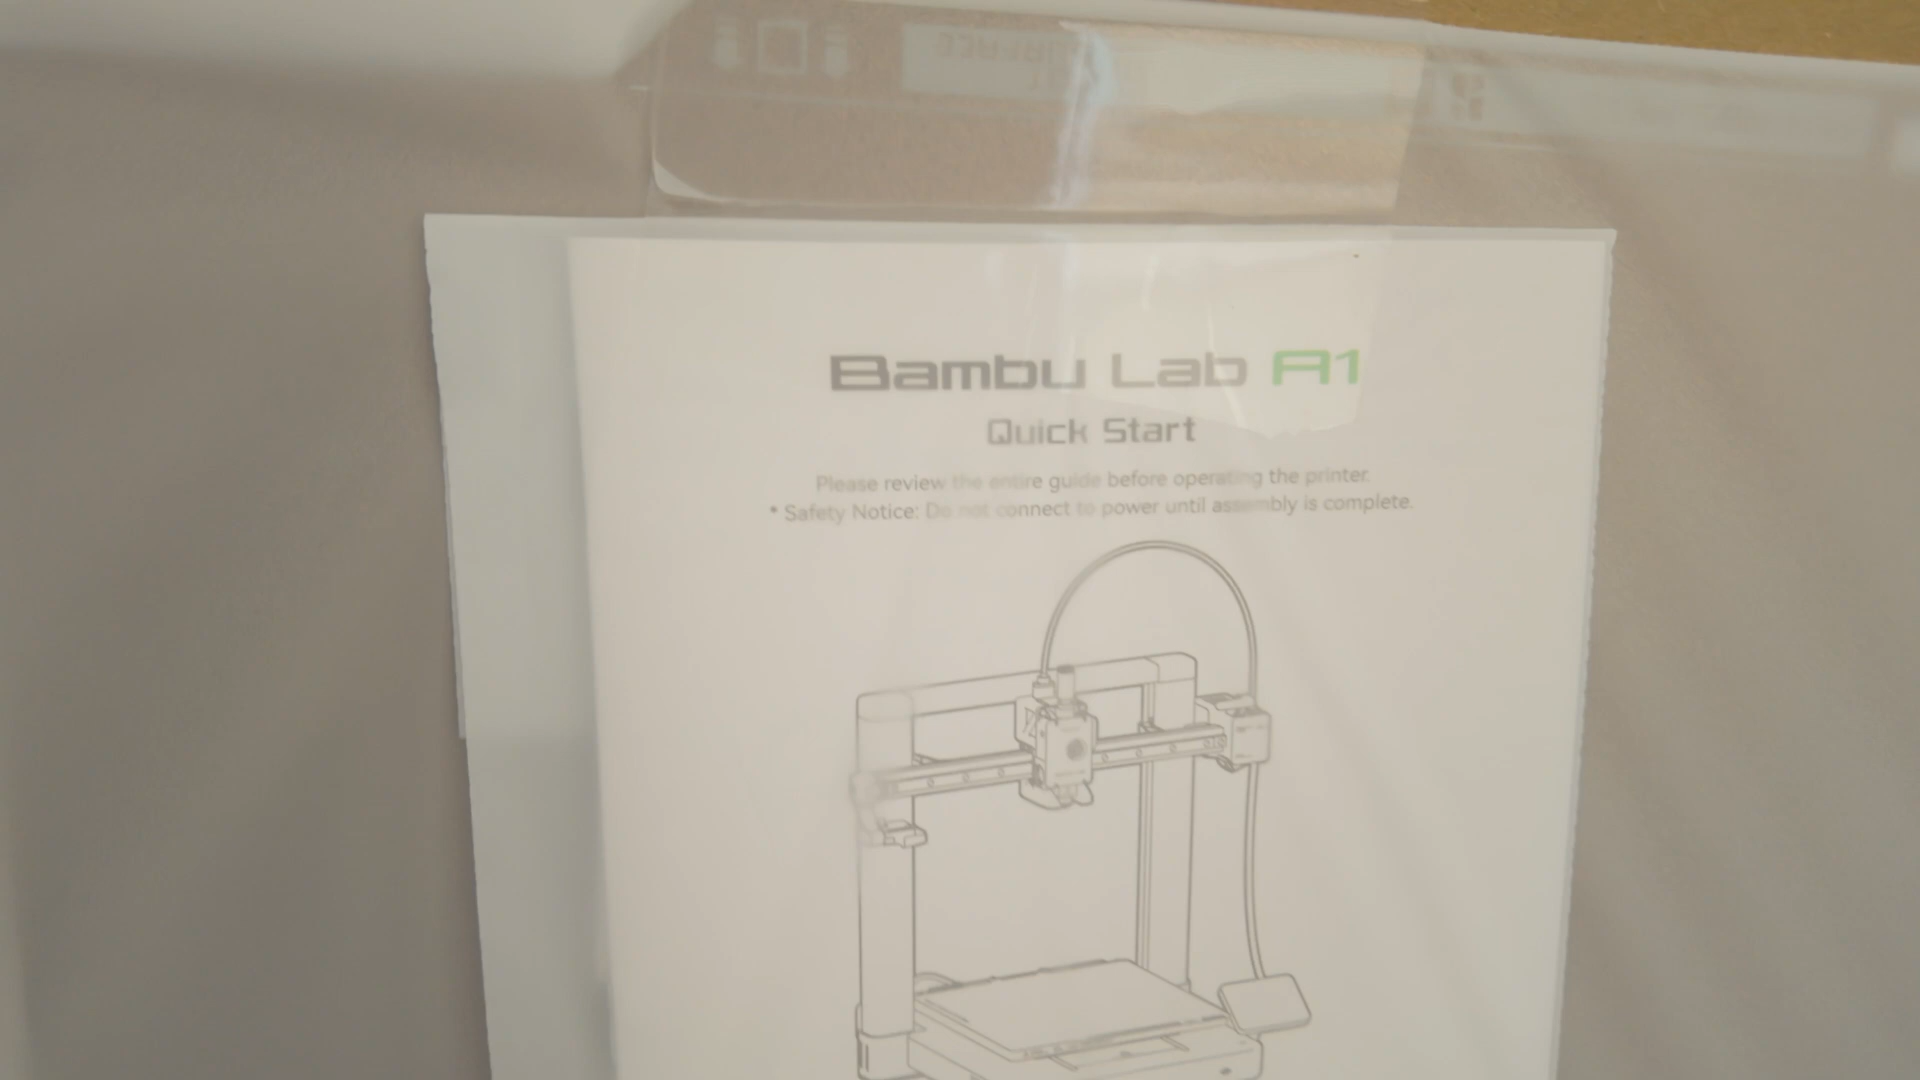 Bambu Lab A1
Quick Start
Please review the entire guide before operating the printer.
* Safety Notice: Do not connect to power until assembly is complete.